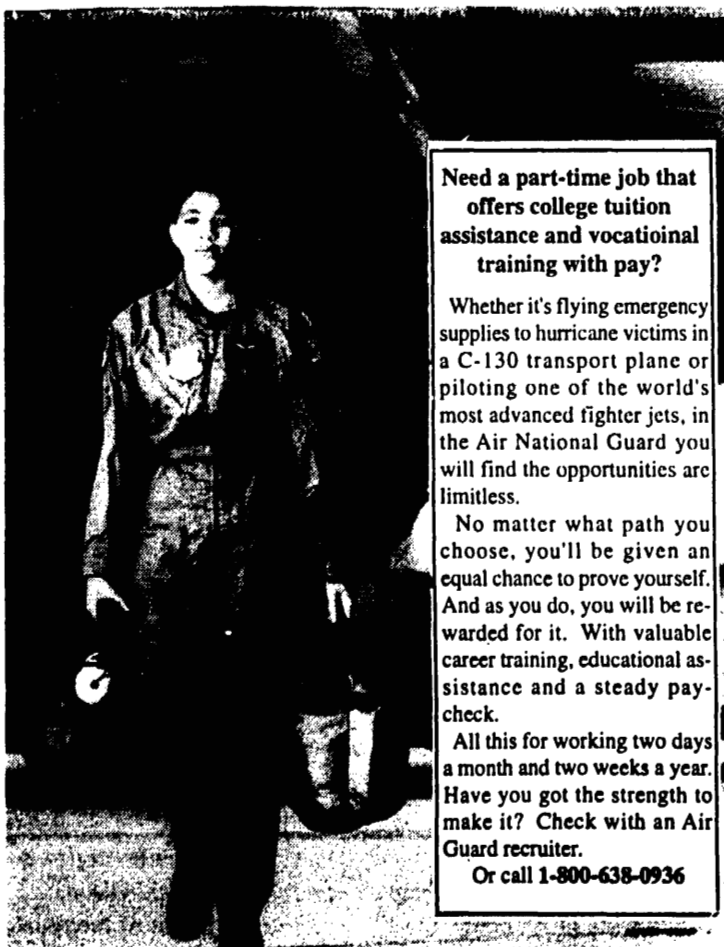 Need a part-time job that
offers college tuition
assistance and vocatioinal
training with pay?
Whether it's flying emergency
supplies to hurricane victims in
a C-130 transport plane or
piloting one of the world's
most advanced fighter jets, in
the Air National Guard you
will find the opportunities are
limitless.
No matter what path you
choose, you'll be given an
equal chance to prove yourself.
And as you do, you will be re-
warded for it. With valuable
career training, educational as-
sistance and a steady pay-
check.
All this for working two days
a month and two weeks a year.
Have you got the strength to
make it? Check with an Air
Guard recruiter.
Or call 1-800-638-0936